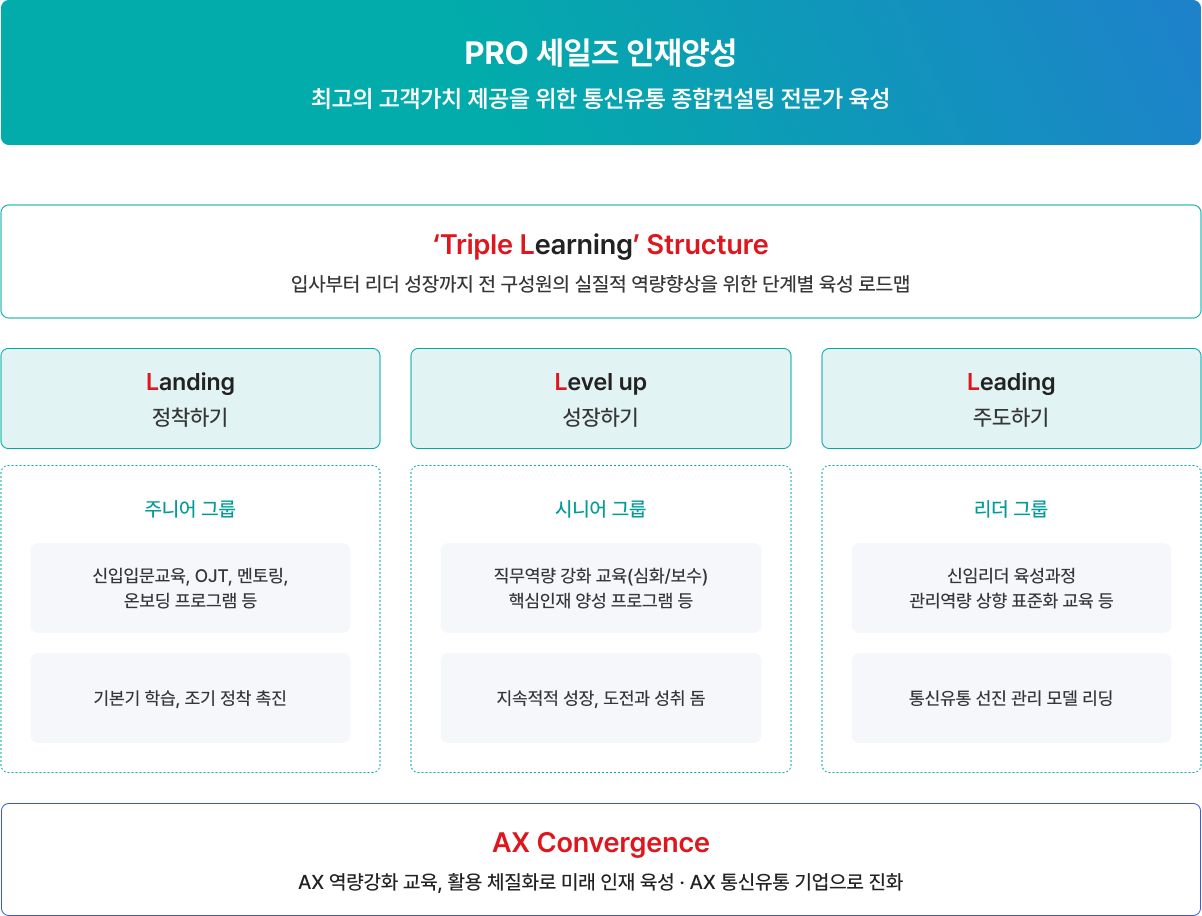 PRO 세일즈 인재양성
최고의 고객가치 제공을 위한 통신유통 종합컨설팅 전문가 육성
‘Triple Learning’ Structure
입사부터 리더 성장까지 전 구성원의 실질적 역량향상을 위한 단계별 육성 로드맵
Landing
정착하기
주니어 그룹
신입입문교육, OJT, 멘토링,
온보딩 프로그램 등
기본기 학습, 조기 정착 촉진
Level up
성장하기
시니어 그룹
직무역량 강화 교육(심화/보수)
핵심인재 양성 프로그램 등
지속적적 성장, 도전과 성취 돔
Leading
주도하기
리더 그룹
신임리더 육성과정
관리역량 상향 표준화 교육 등
통신유통 선진 관리 모델 리딩
AX Convergence
AX 역량강화 교육, 활용 체질화로 미래 인재 육성 · AX 통신유통 기업으로 진화